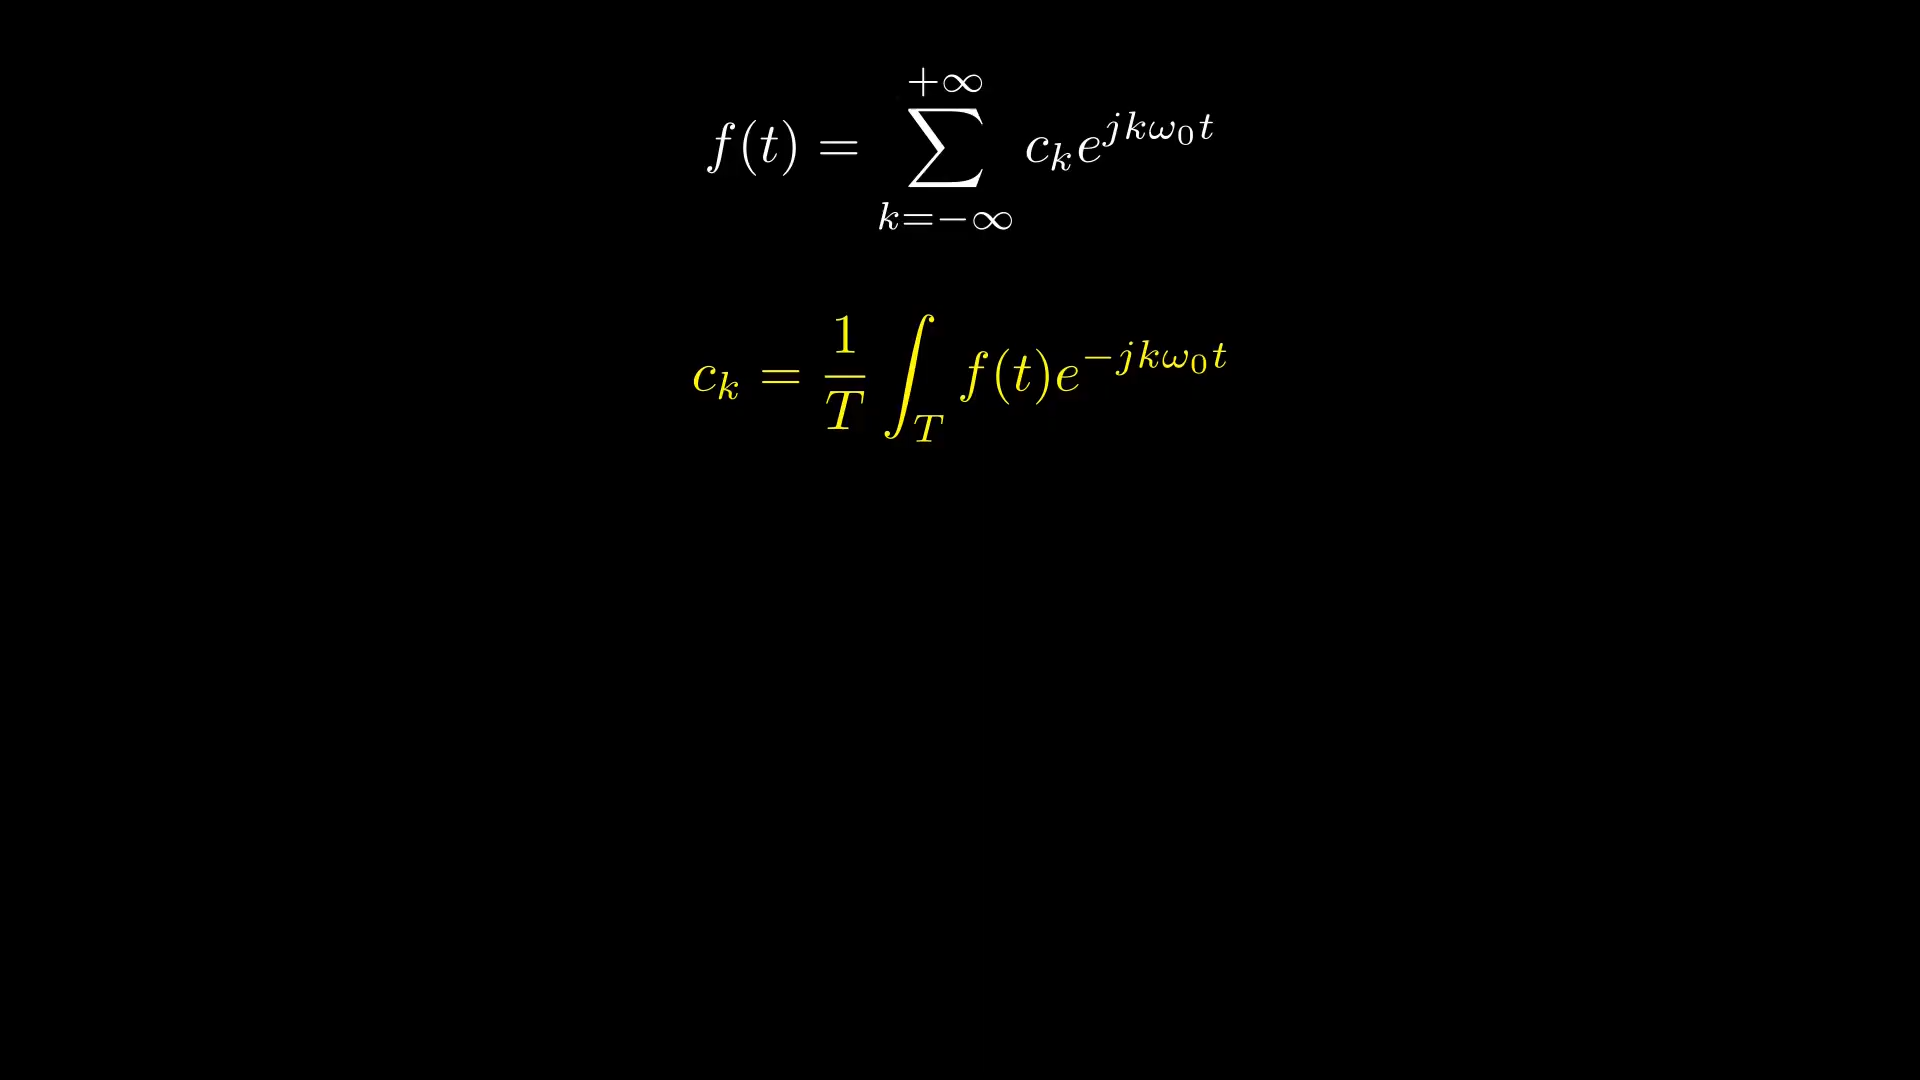 f(t) = \sum_{k=-\infty}^{+\infty} c_k e^{jk\omega_0 t}
c_k = \frac{1}{T} \int_T f(t) e^{-jk\omega_0 t}